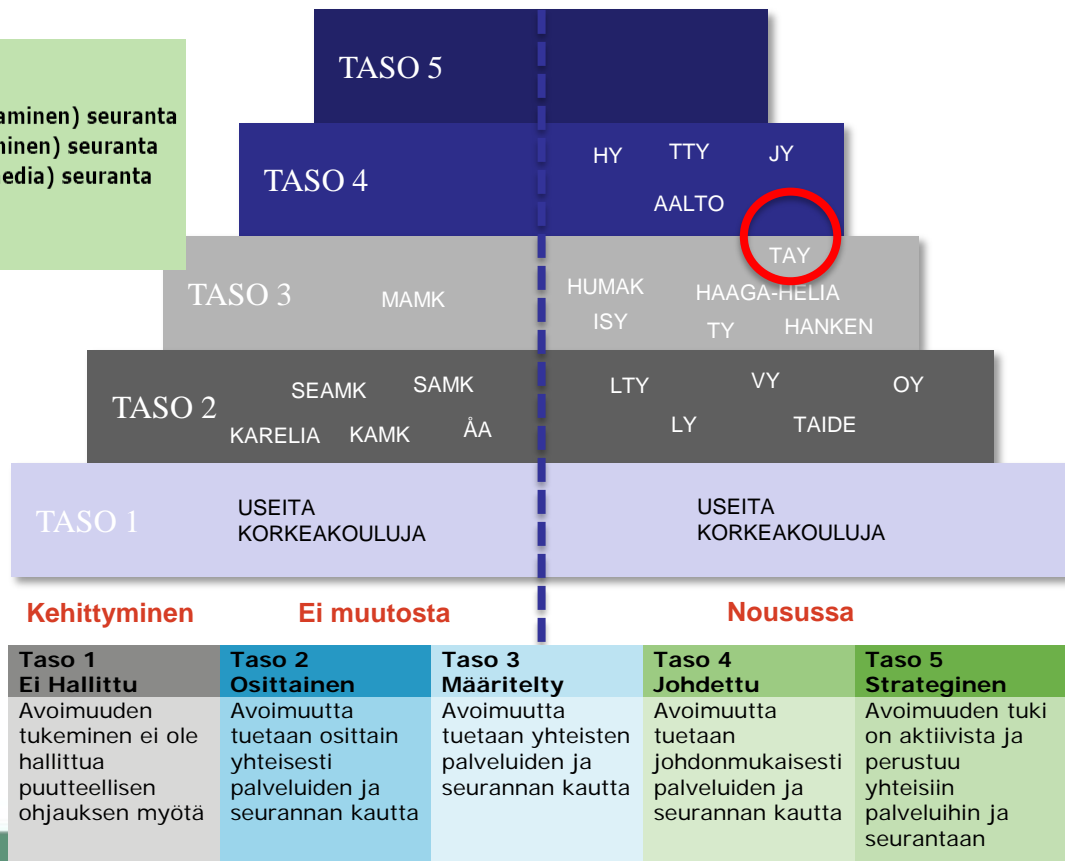 TASO 5
aminen) seuranta
ninen) seuranta
nedia) seuranta
TASO 4
HY TTY JY
AALTO
TASO 3
MAMK
TAY
HUMAK HAAGA-HELIA
ISY TY HANKEN
TASO 2
SEAMK SAMK
KARELIA KAMK ÅA
LTY VY OY
LY TAIDE
TASO 1
USEITA
KORKEAKOULUJA
USEITA
KORKEAKOULUJA
Kehittyminen Ei muutosta Nousussa
Taso 1
Ei Hallittu
Avoimuuden
tukeminen ei ole
hallittua
puutteellisen
ohjauksen myötä
Taso 2
Osittainen
Avoimuutta
tuetaan osittain
yhteisesti
palveluiden ja
seurannan kautta
Taso 3
Määritelty
Avoimuutta
tuetaan yhteisten
palveluiden ja
seurannan kautta
Taso 4
Johdettu
Avoimuutta
tuetaan
johdonmukaisesti
palveluiden ja
seurannan kautta
Taso 5
Strateginen
Avoimuuden tuki
on aktiivista ja
perustuu
yhteisiin
palveluihin ja
seurantaan